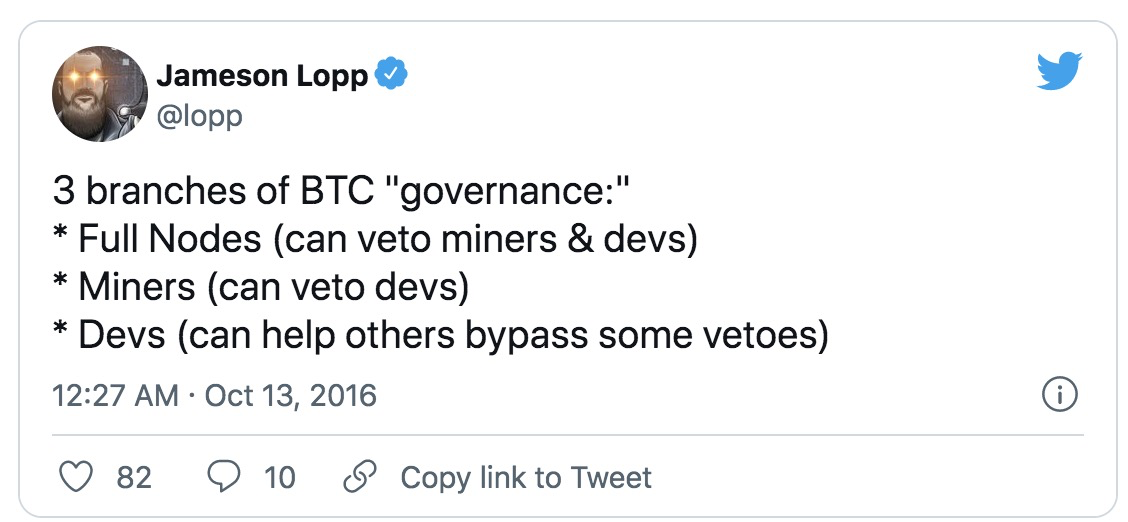 Jameson Lopp
@lopp
3 branches of BTC "governance:"
* Full Nodes (can veto miners & devs)
* Miners (can veto devs)
* Devs (can help others bypass some vetoes)
12:27 AM · Oct 13, 2016
82 10 Copy link to Tweet